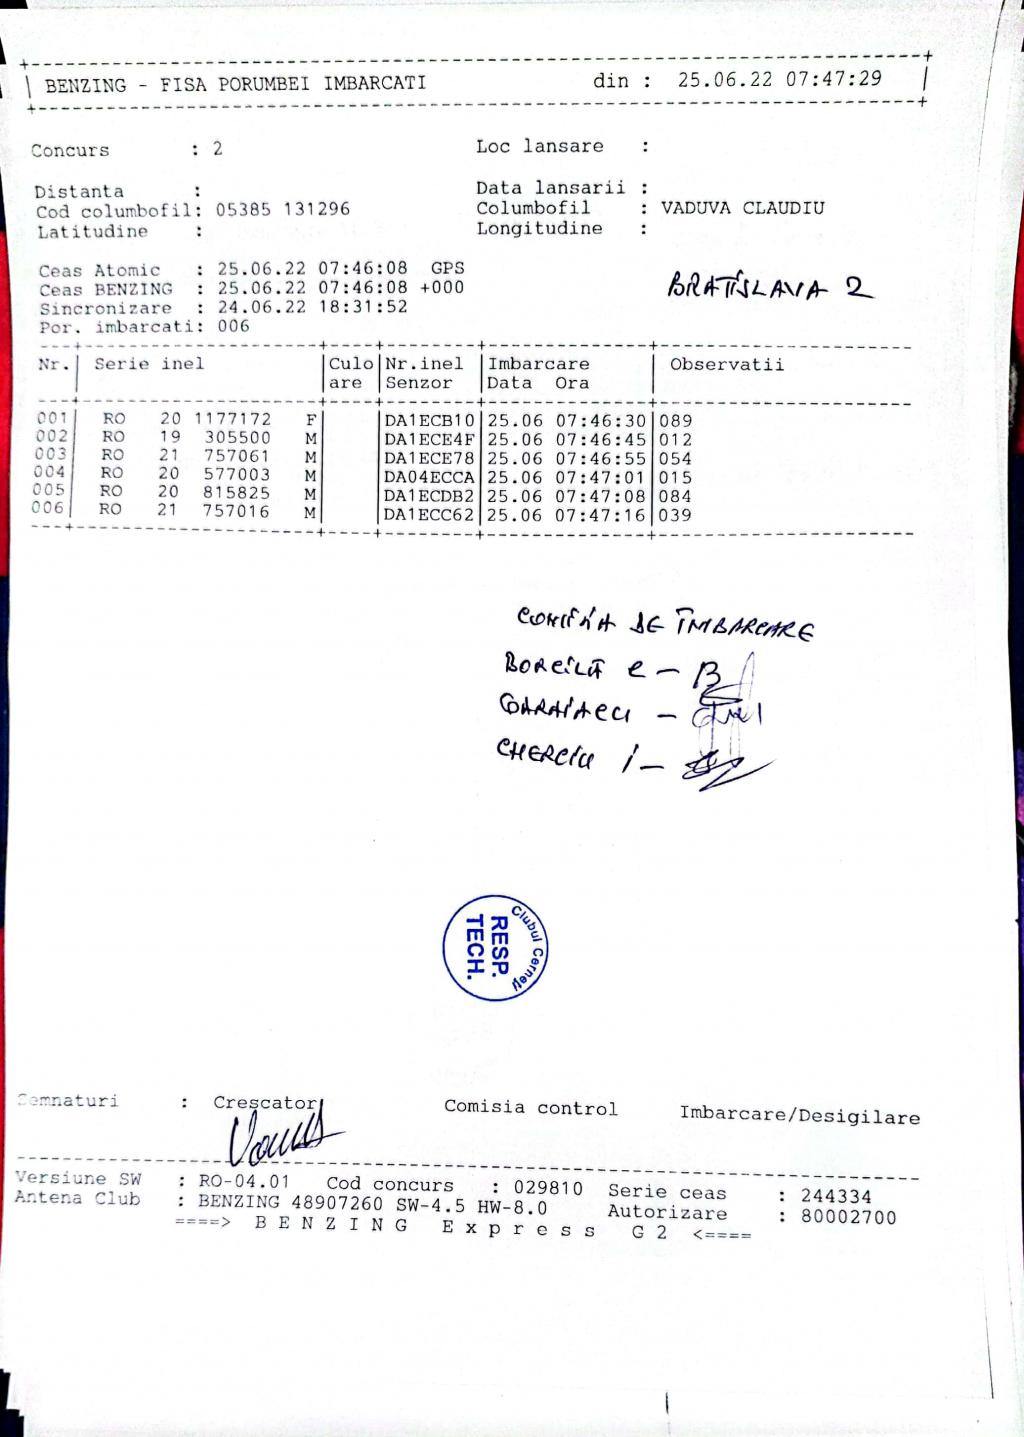 BENZING - FISA PORUMBEI IMBARCATI din : 25.06.22 07:47:29
Concurs : 2 Loc lansare :
Distanta : Data lansarii :
Cod columbofil: 05385 131296 Columbofil : VADUVA CLAUDIU
Latitudine : Longitudine :
Ceas Atomic : 25.06.22 07:46:08 GPS
Ceas BENZING : 25.06.22 07:46:08 +000
BRATISLAVA 2
Sincronizare : 24.06.22 18:31:52
Por. imbarcati: 006
Nr. Serie inel Culo Nr.inel Imbarcare Observatii
are Senzor Data Ora
001 RO 20 1177172 F DA1ECB10 25.06 07:46:30 089
002 RO 19 305500 M DA1ECE4F 25.06 07:46:45 012
003 RO 21 757061 M DA1ECE78 25.06 07:46:55 054
004 RO 20 577003 M DA04ECCA 25.06 07:47:01 015
005 RO 20 815825 M DA1ECDB2 25.06 07:47:08 084
006 RO 21 757016 M DA1ECC62 25.06 07:47:16 039
COMISIA DE ÎMBARCARE
BORCILĂ C -
-
CHERCIU I -
Clubul Cerneți
RESP.
TECH.
Semnaturi : Crescator Comisia control Imbarcare/Desigilare
Versiune SW : RO-04.01 Cod concurs : 029810 Serie ceas : 244334
Antena Club : BENZING 48907260 SW-4.5 HW-8.0 Autorizare : 80002700
====> B E N Z I N G E x p r e s s G 2 <====